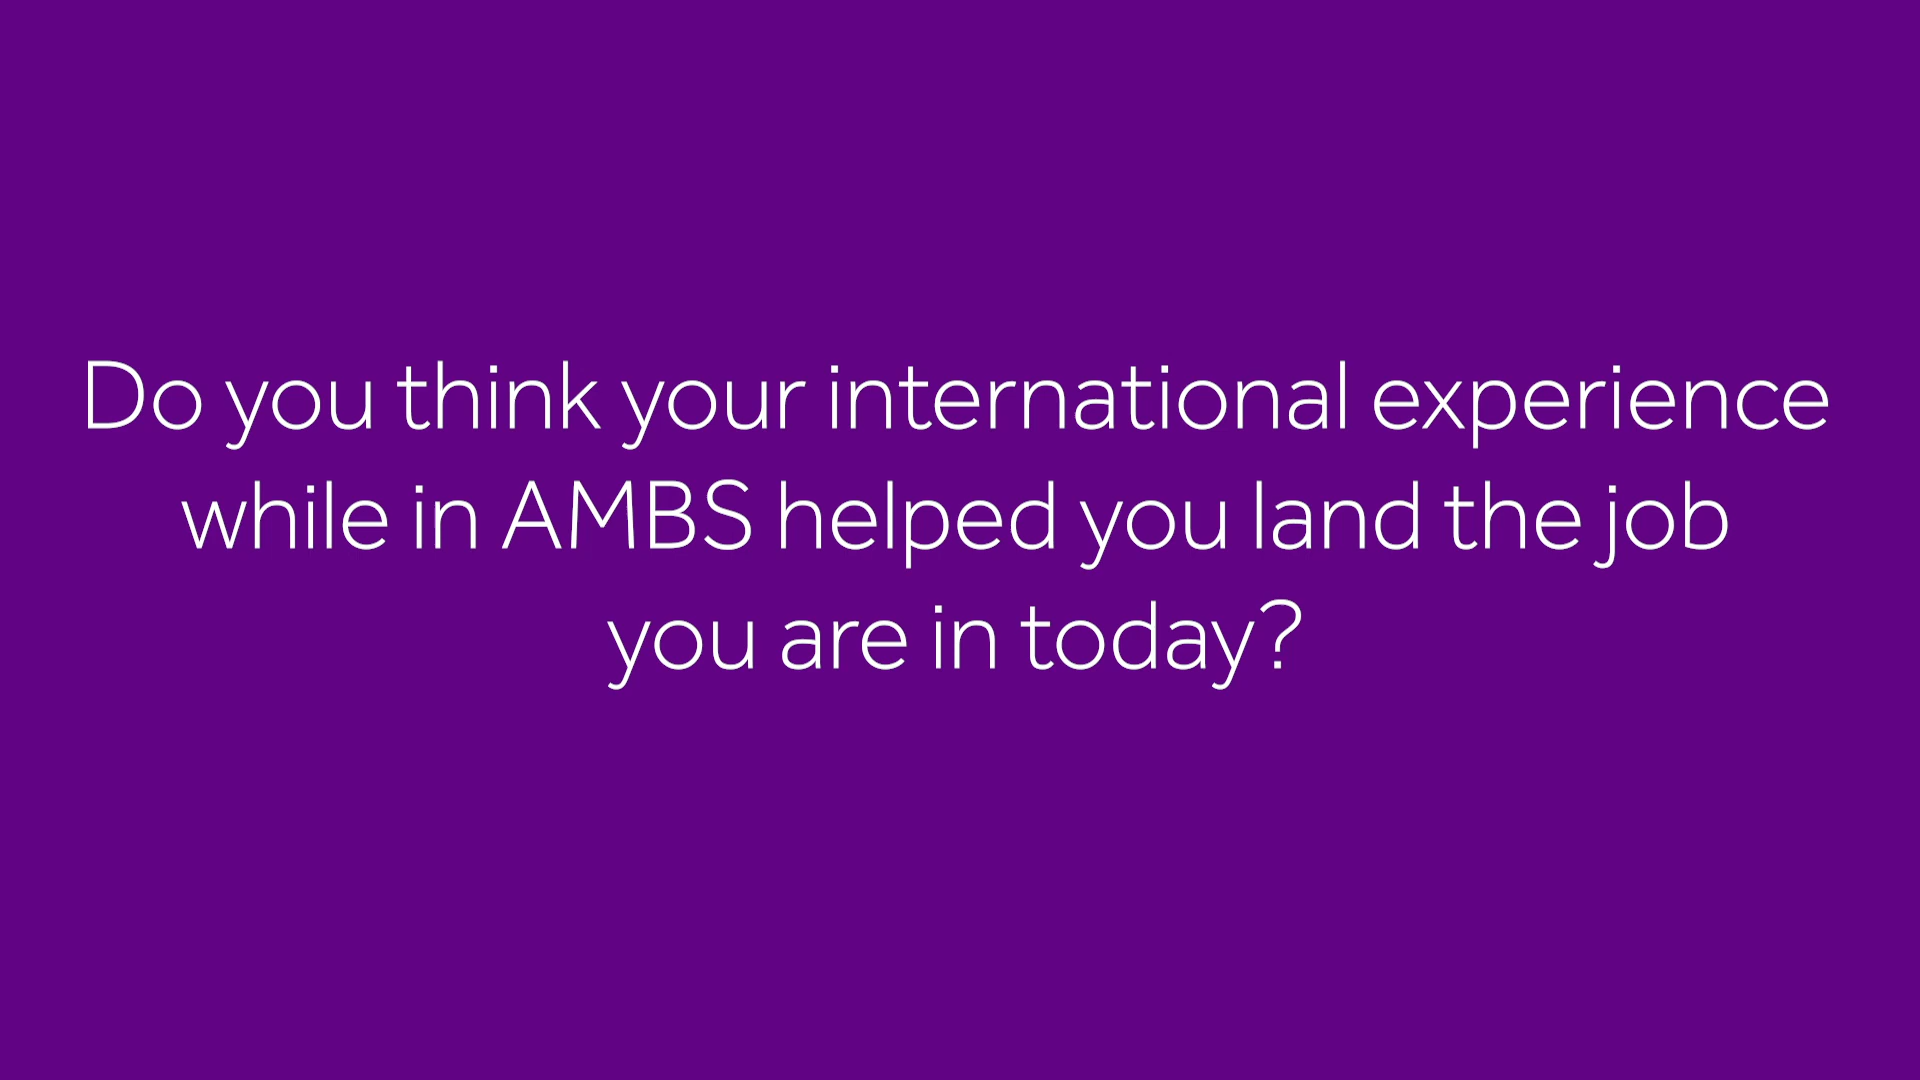 Do you think your international experience
while in AMBS helped you land the job
you are in today?